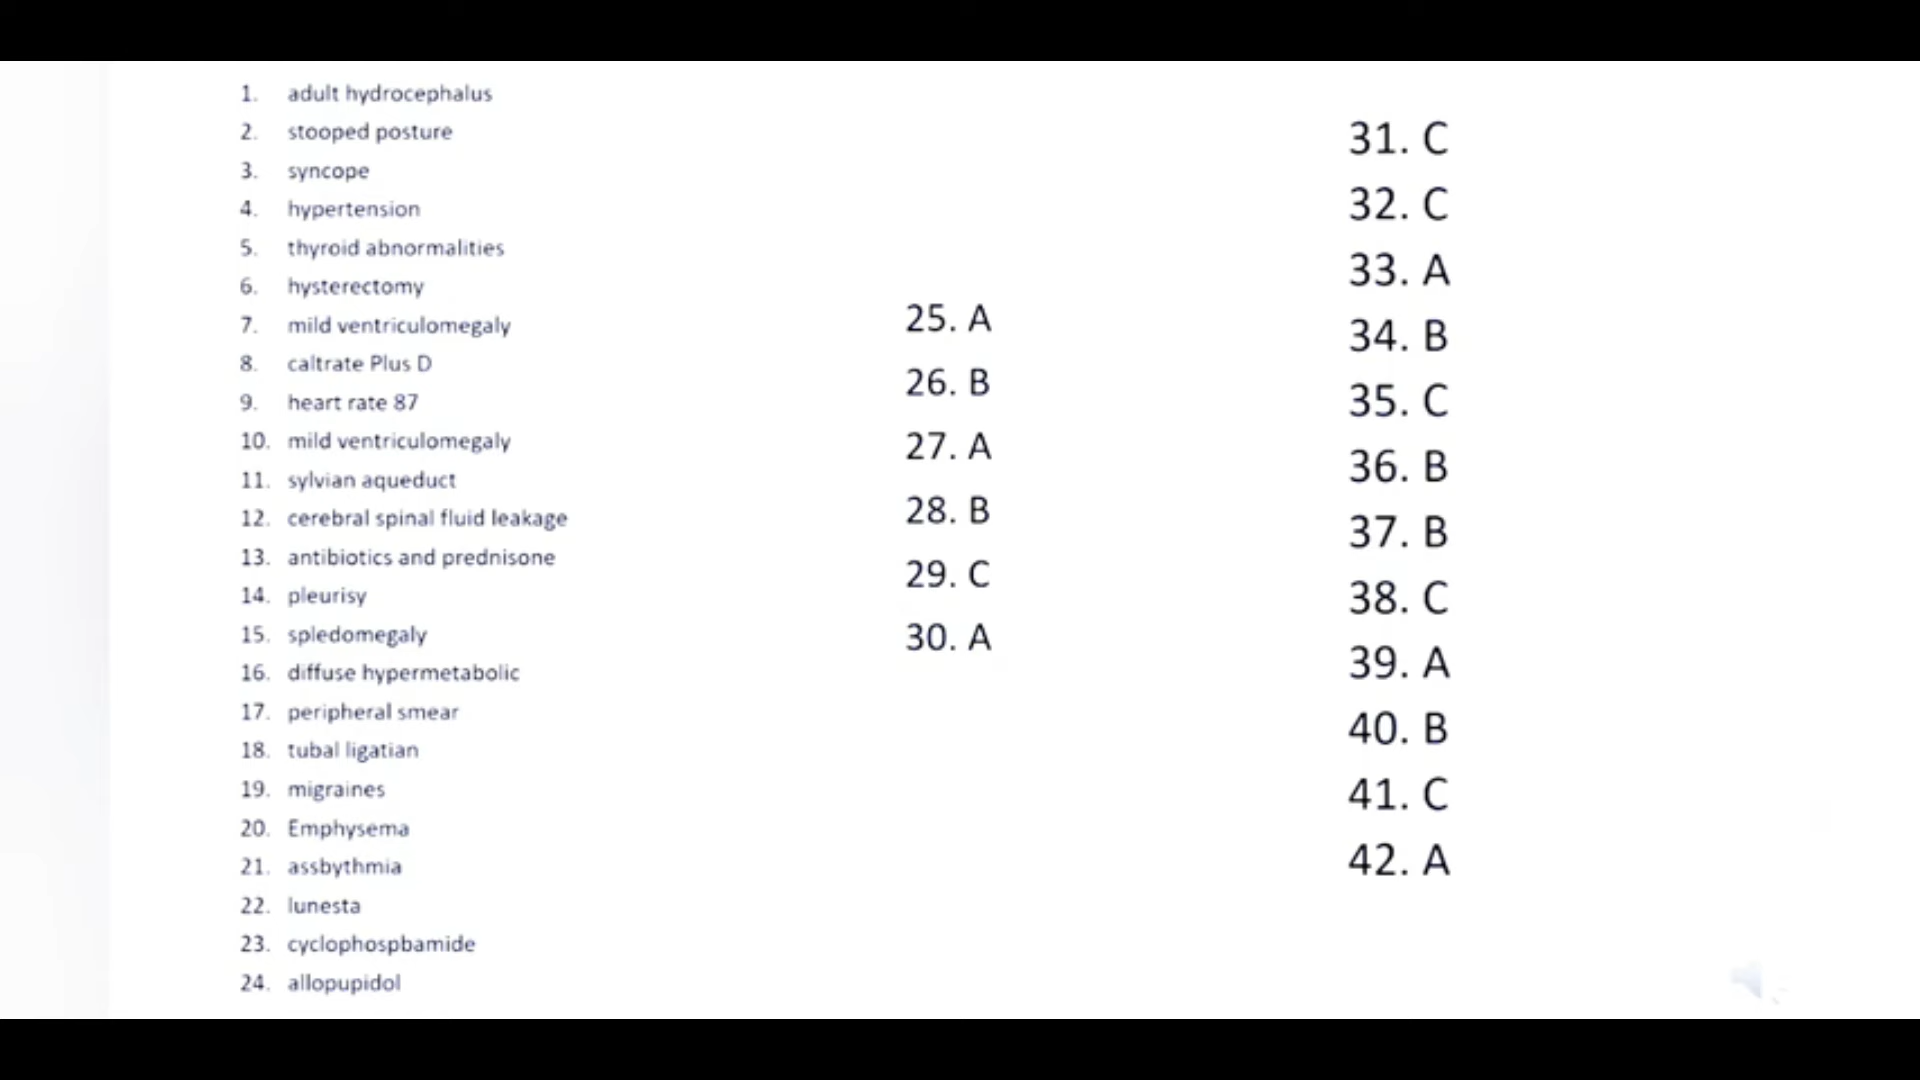 1. adult hydrocephalus
2. stooped posture
3. syncope
4. hypertension
5. thyroid abnormalities
6. hysterectomy
7. mild ventriculomegaly
8. caltrate Plus D
9. heart rate 87
10. mild ventriculomegaly
11. sylvian aqueduct
12. cerebral spinal fluid leakage
13. antibiotics and prednisone
14. pleurisy
15. spledomegaly
16. diffuse hypermetabolic
17. peripheral smear
18. tubal ligatian
19. migraines
20. Emphysema
21. assbythmia
22. lunesta
23. cyclophospbamide
24. allopupidol
25. A
26. B
27. A
28. B
29. C
30. A
31. C
32. C
33. A
34. B
35. C
36. B
37. B
38. C
39. A
40. B
41. C
42. A